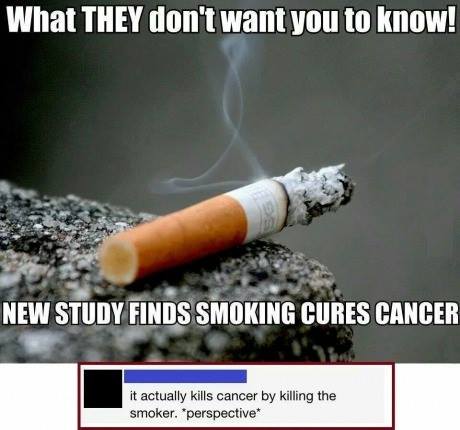 What THEY don't want you to know!
NEW STUDY FINDS SMOKING CURES CANCER
it actually kills cancer by killing the
smoker. *perspective*